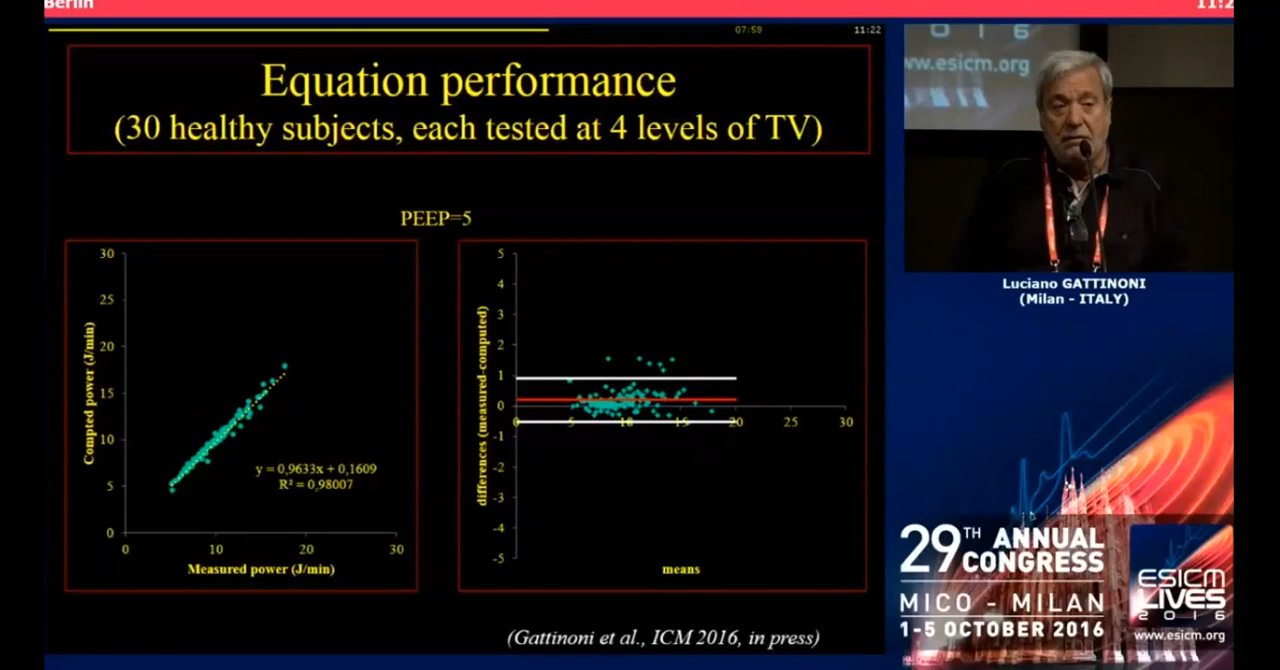 Berlin
11:2
07:59
11:22
Equation performance
(30 healthy subjects, each tested at 4 levels of TV)
PEEP=5
30
25
20
15
10
5
0
0
10
20
30
Compted power (J/min)
Measured power (J/min)
y = 0,9633x + 0,1609
R² = 0,98007
5
4
3
2
1
0
-1
-2
-3
-4
-5
0
5
10
15
20
25
30
differences (measured-computed)
means
(Gattinoni et al., ICM 2016, in press)
016
ww.esicm.org
Luciano GATTINONI
(Milan - ITALY)
29TH ANNUAL
CONGRESS
MICO - MILAN
1-5 OCTOBER 2016
ESICM
LIVES
2016
www.esicm.org